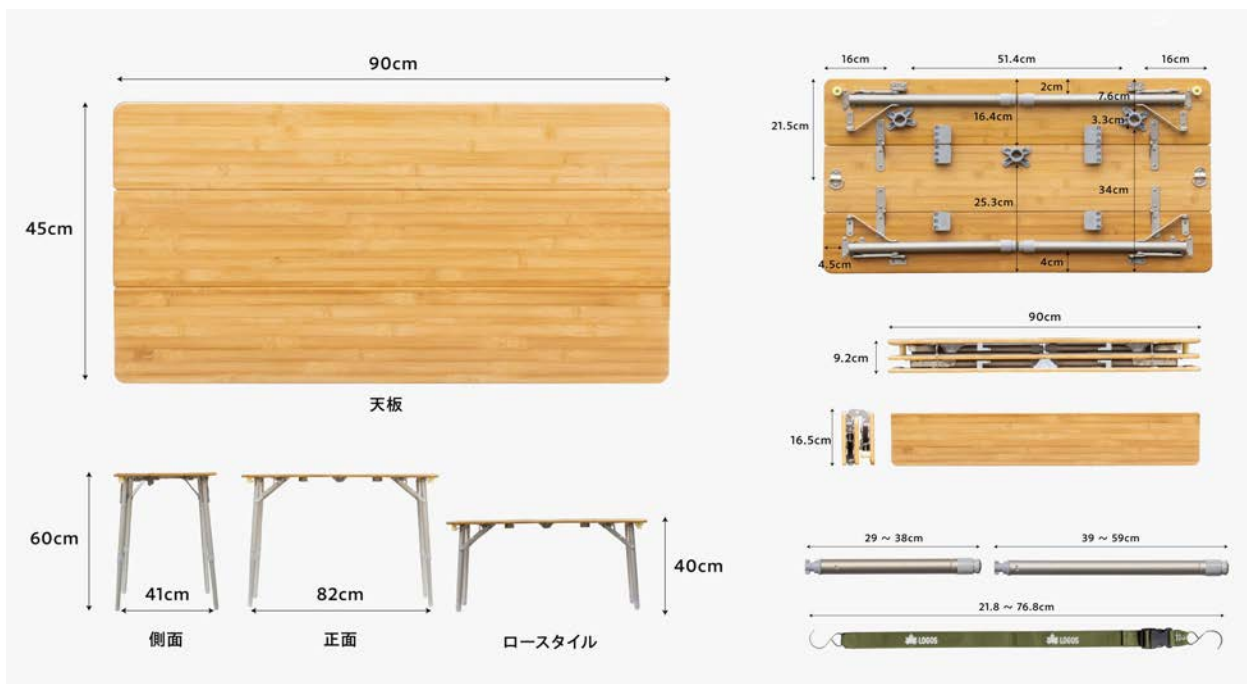 90cm
45cm
天板
60cm
41cm
側面
82cm
正面
40cm
ロースタイル
16cm
51.4cm
16cm
21.5cm
2cm
7.6cm
16.4cm
3.3cm
34cm
25.3cm
4.5cm
4cm
90cm
9.2cm
16.5cm
29 ～ 38cm
39 ～ 59cm
21.8 ～ 76.8cm
LOGOS
LOGOS